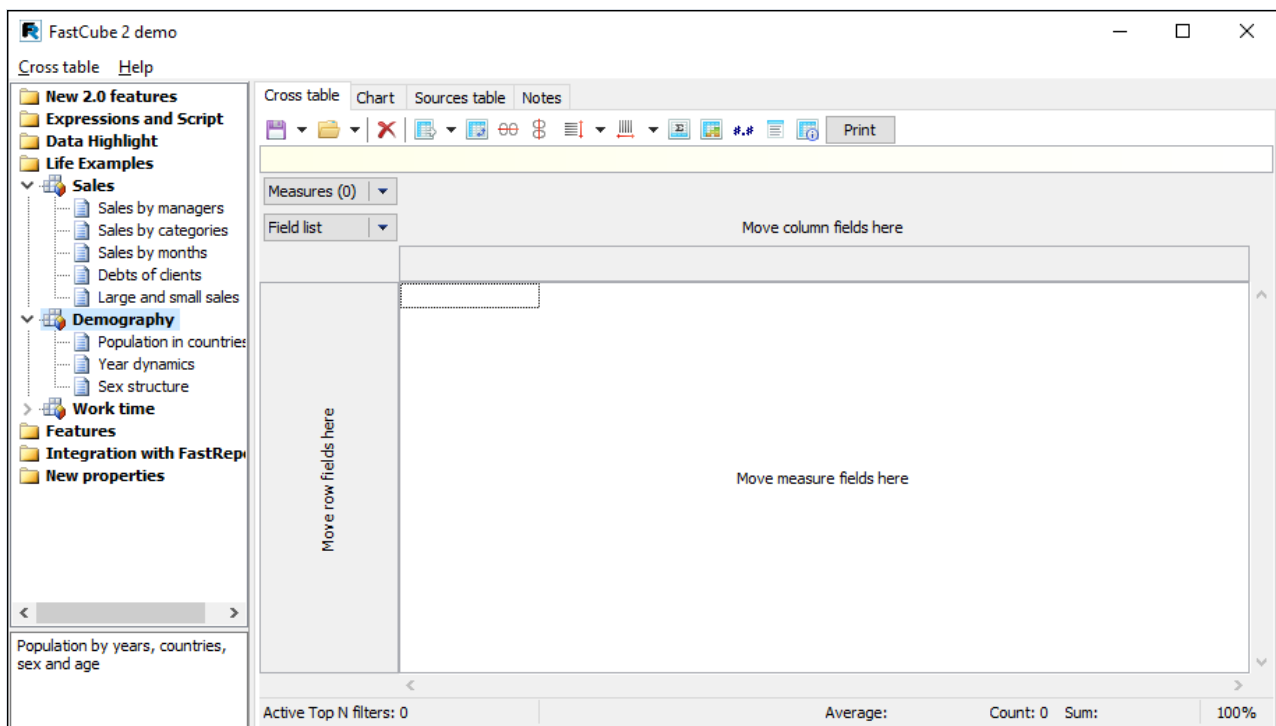 FastCube 2 demo
Cross table Help
New 2.0 features
Expressions and Script
Data Highlight
Life Examples
Sales
Sales by managers
Sales by categories
Sales by months
Debts of clients
Large and small sales
Demography
Population in countries
Year dynamics
Sex structure
Work time
Features
Integration with FastRep
New properties
Population by years, countries,
sex and age
Cross table Chart Sources table Notes
#.# Print
Measures (0)
Field list
Move column fields here
Move row fields here
Move measure fields here
Active Top N filters: 0 Average: Count: 0 Sum: 100%